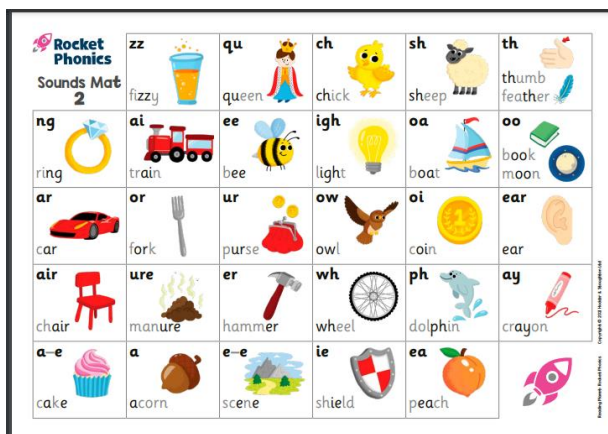 Rocket
Phonics
Sounds Mat
2
zz
fizzy
qu
queen
ch
chick
sh
sheep
th
thumb
feather
ng
ring
ai
train
ee
bee
igh
light
oa
boat
oo
book
moon
ar
car
or
fork
ur
purse
ow
owl
oi
coin
ear
ear
air
chair
ure
manure
er
hammer
wh
wheel
ph
dolphin
ay
crayon
a–e
cake
a
acorn
e–e
scene
ie
shield
ea
peach